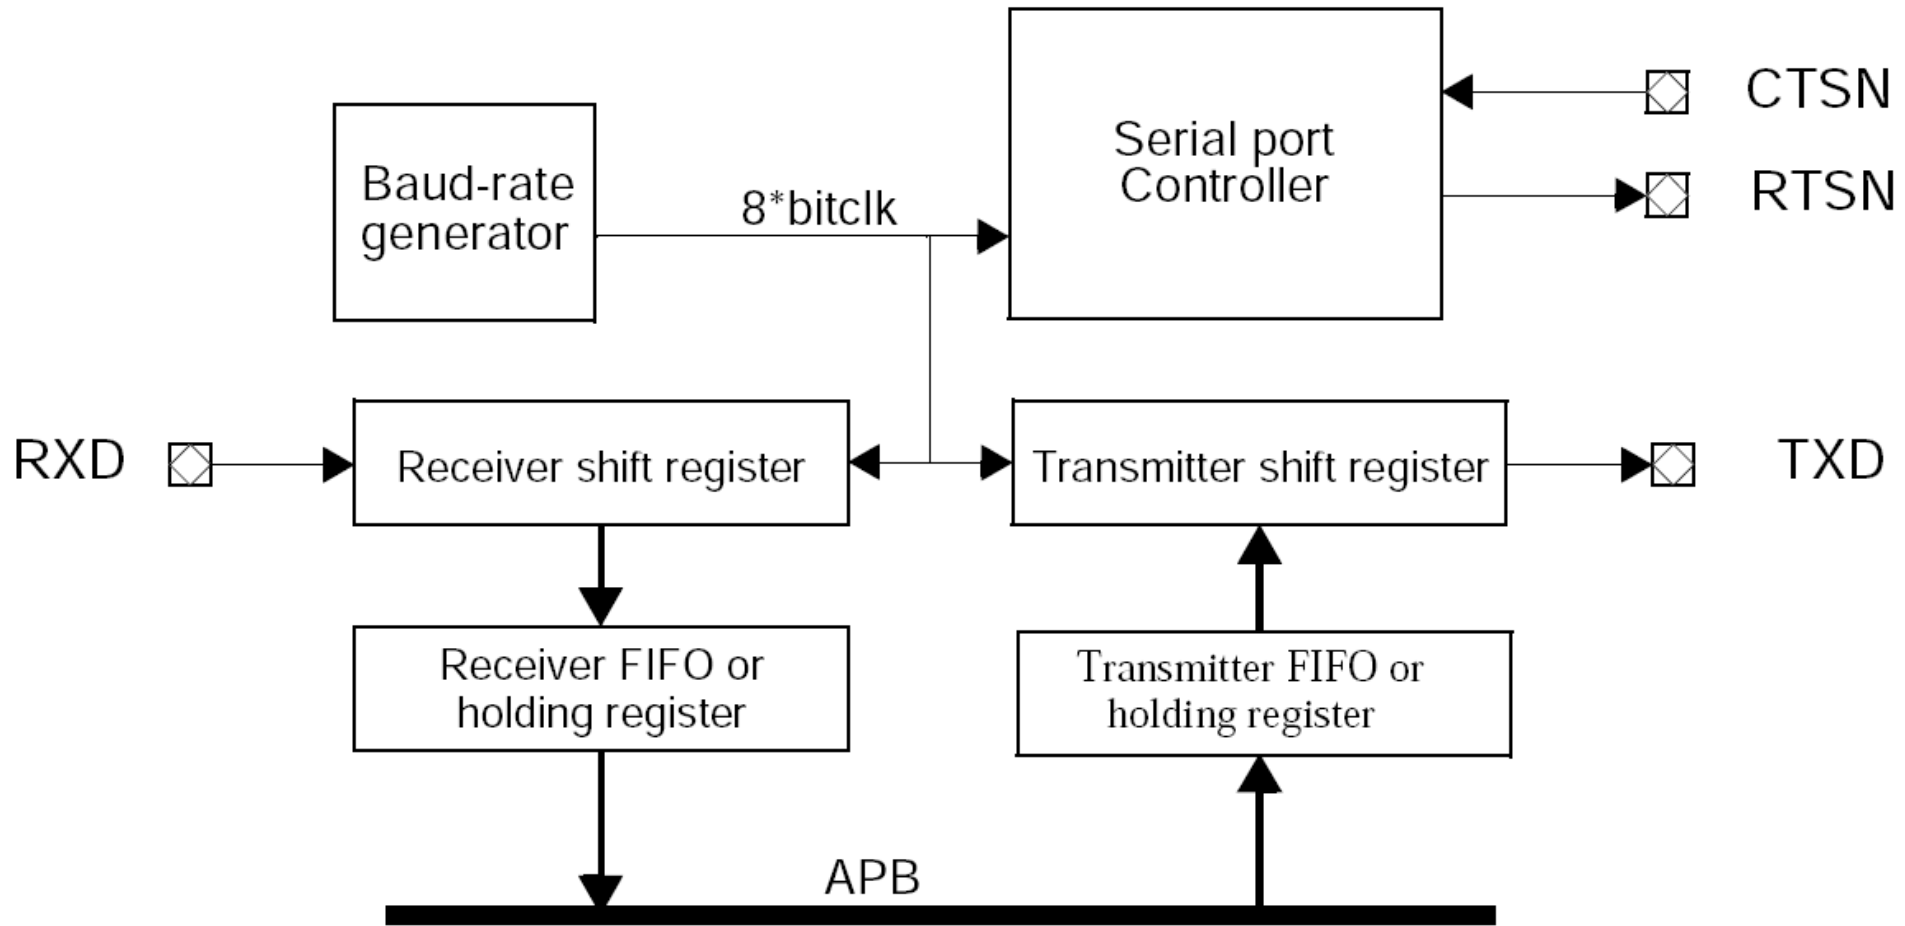 CTSN
Serial port
Controller
Baud-rate
generator
8*bitclk
RTSN
RXD
Receiver shift register
Transmitter shift register
TXD
Receiver FIFO or
holding register
Transmitter FIFO or
holding register
APB